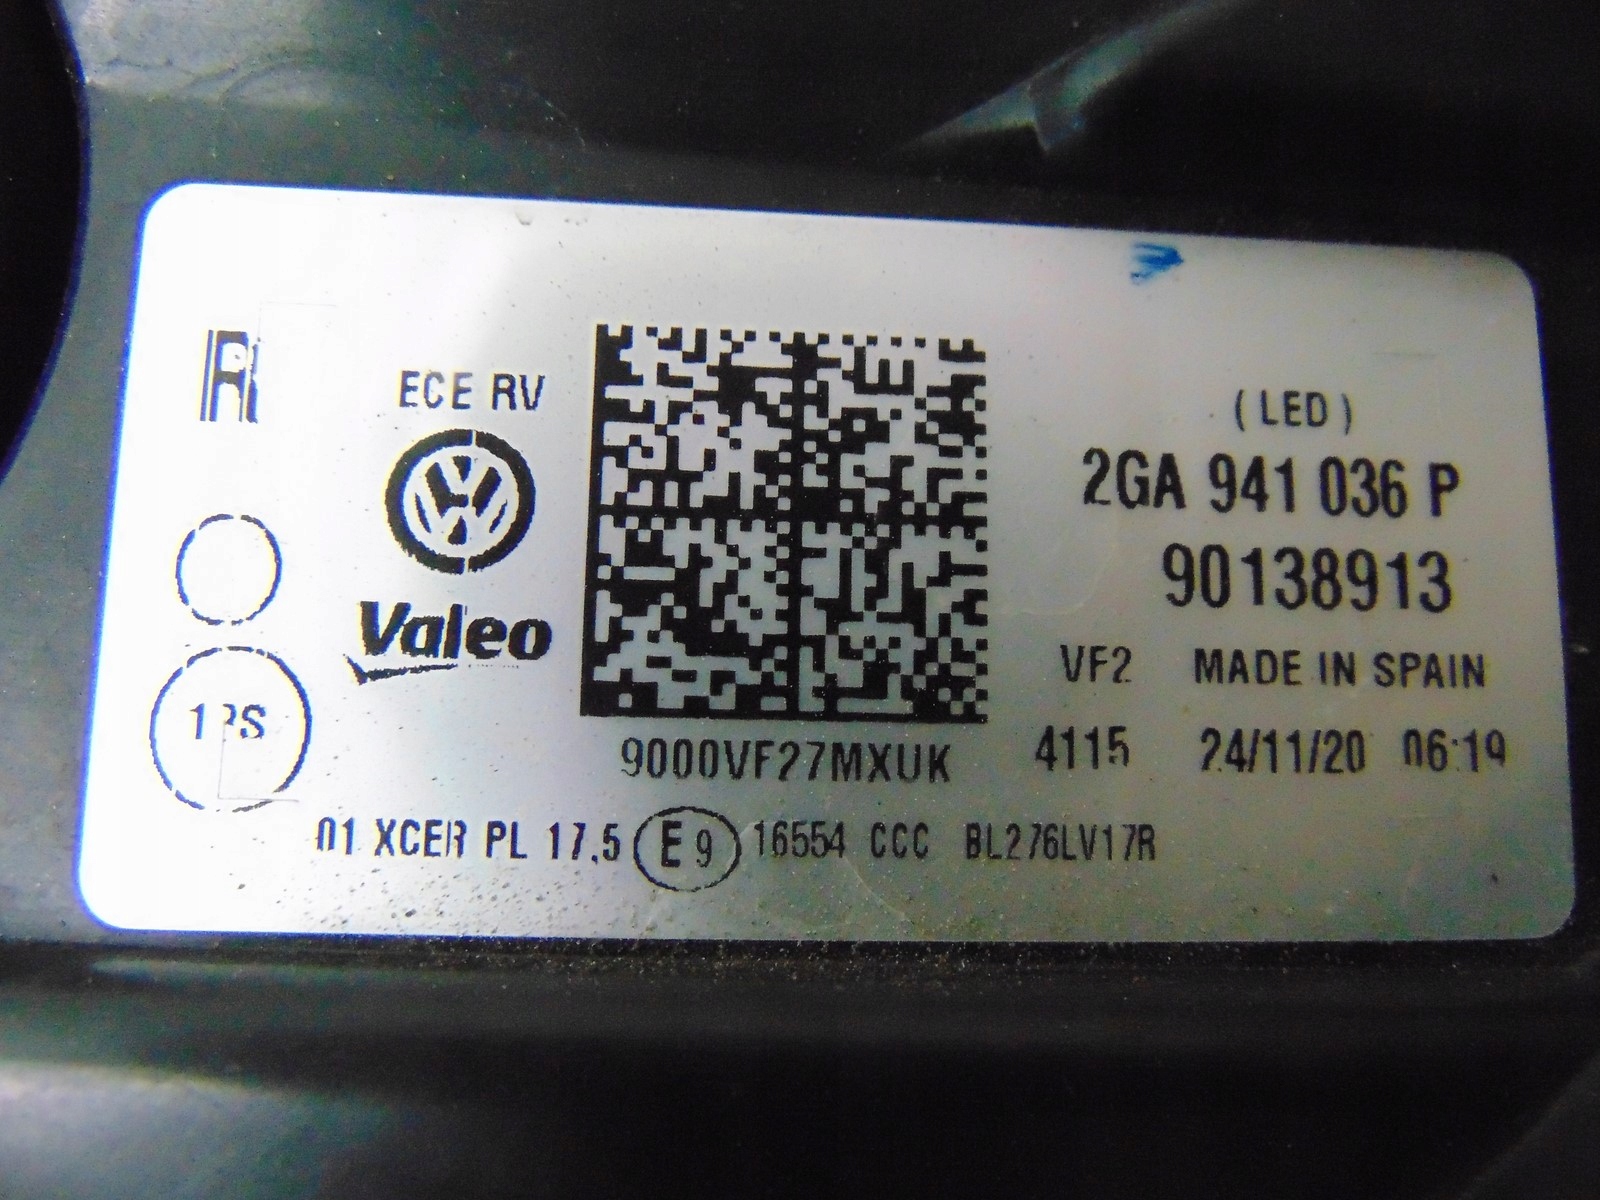 R
ECE RV
Valeo
9000VF27MXUK
(LED)
2GA 941 036 P
90138913
VF2 MADE IN SPAIN
4115 24/11/20 06:19
01 XCER PL 17.5 E9 16554 CCC BL276LV17R